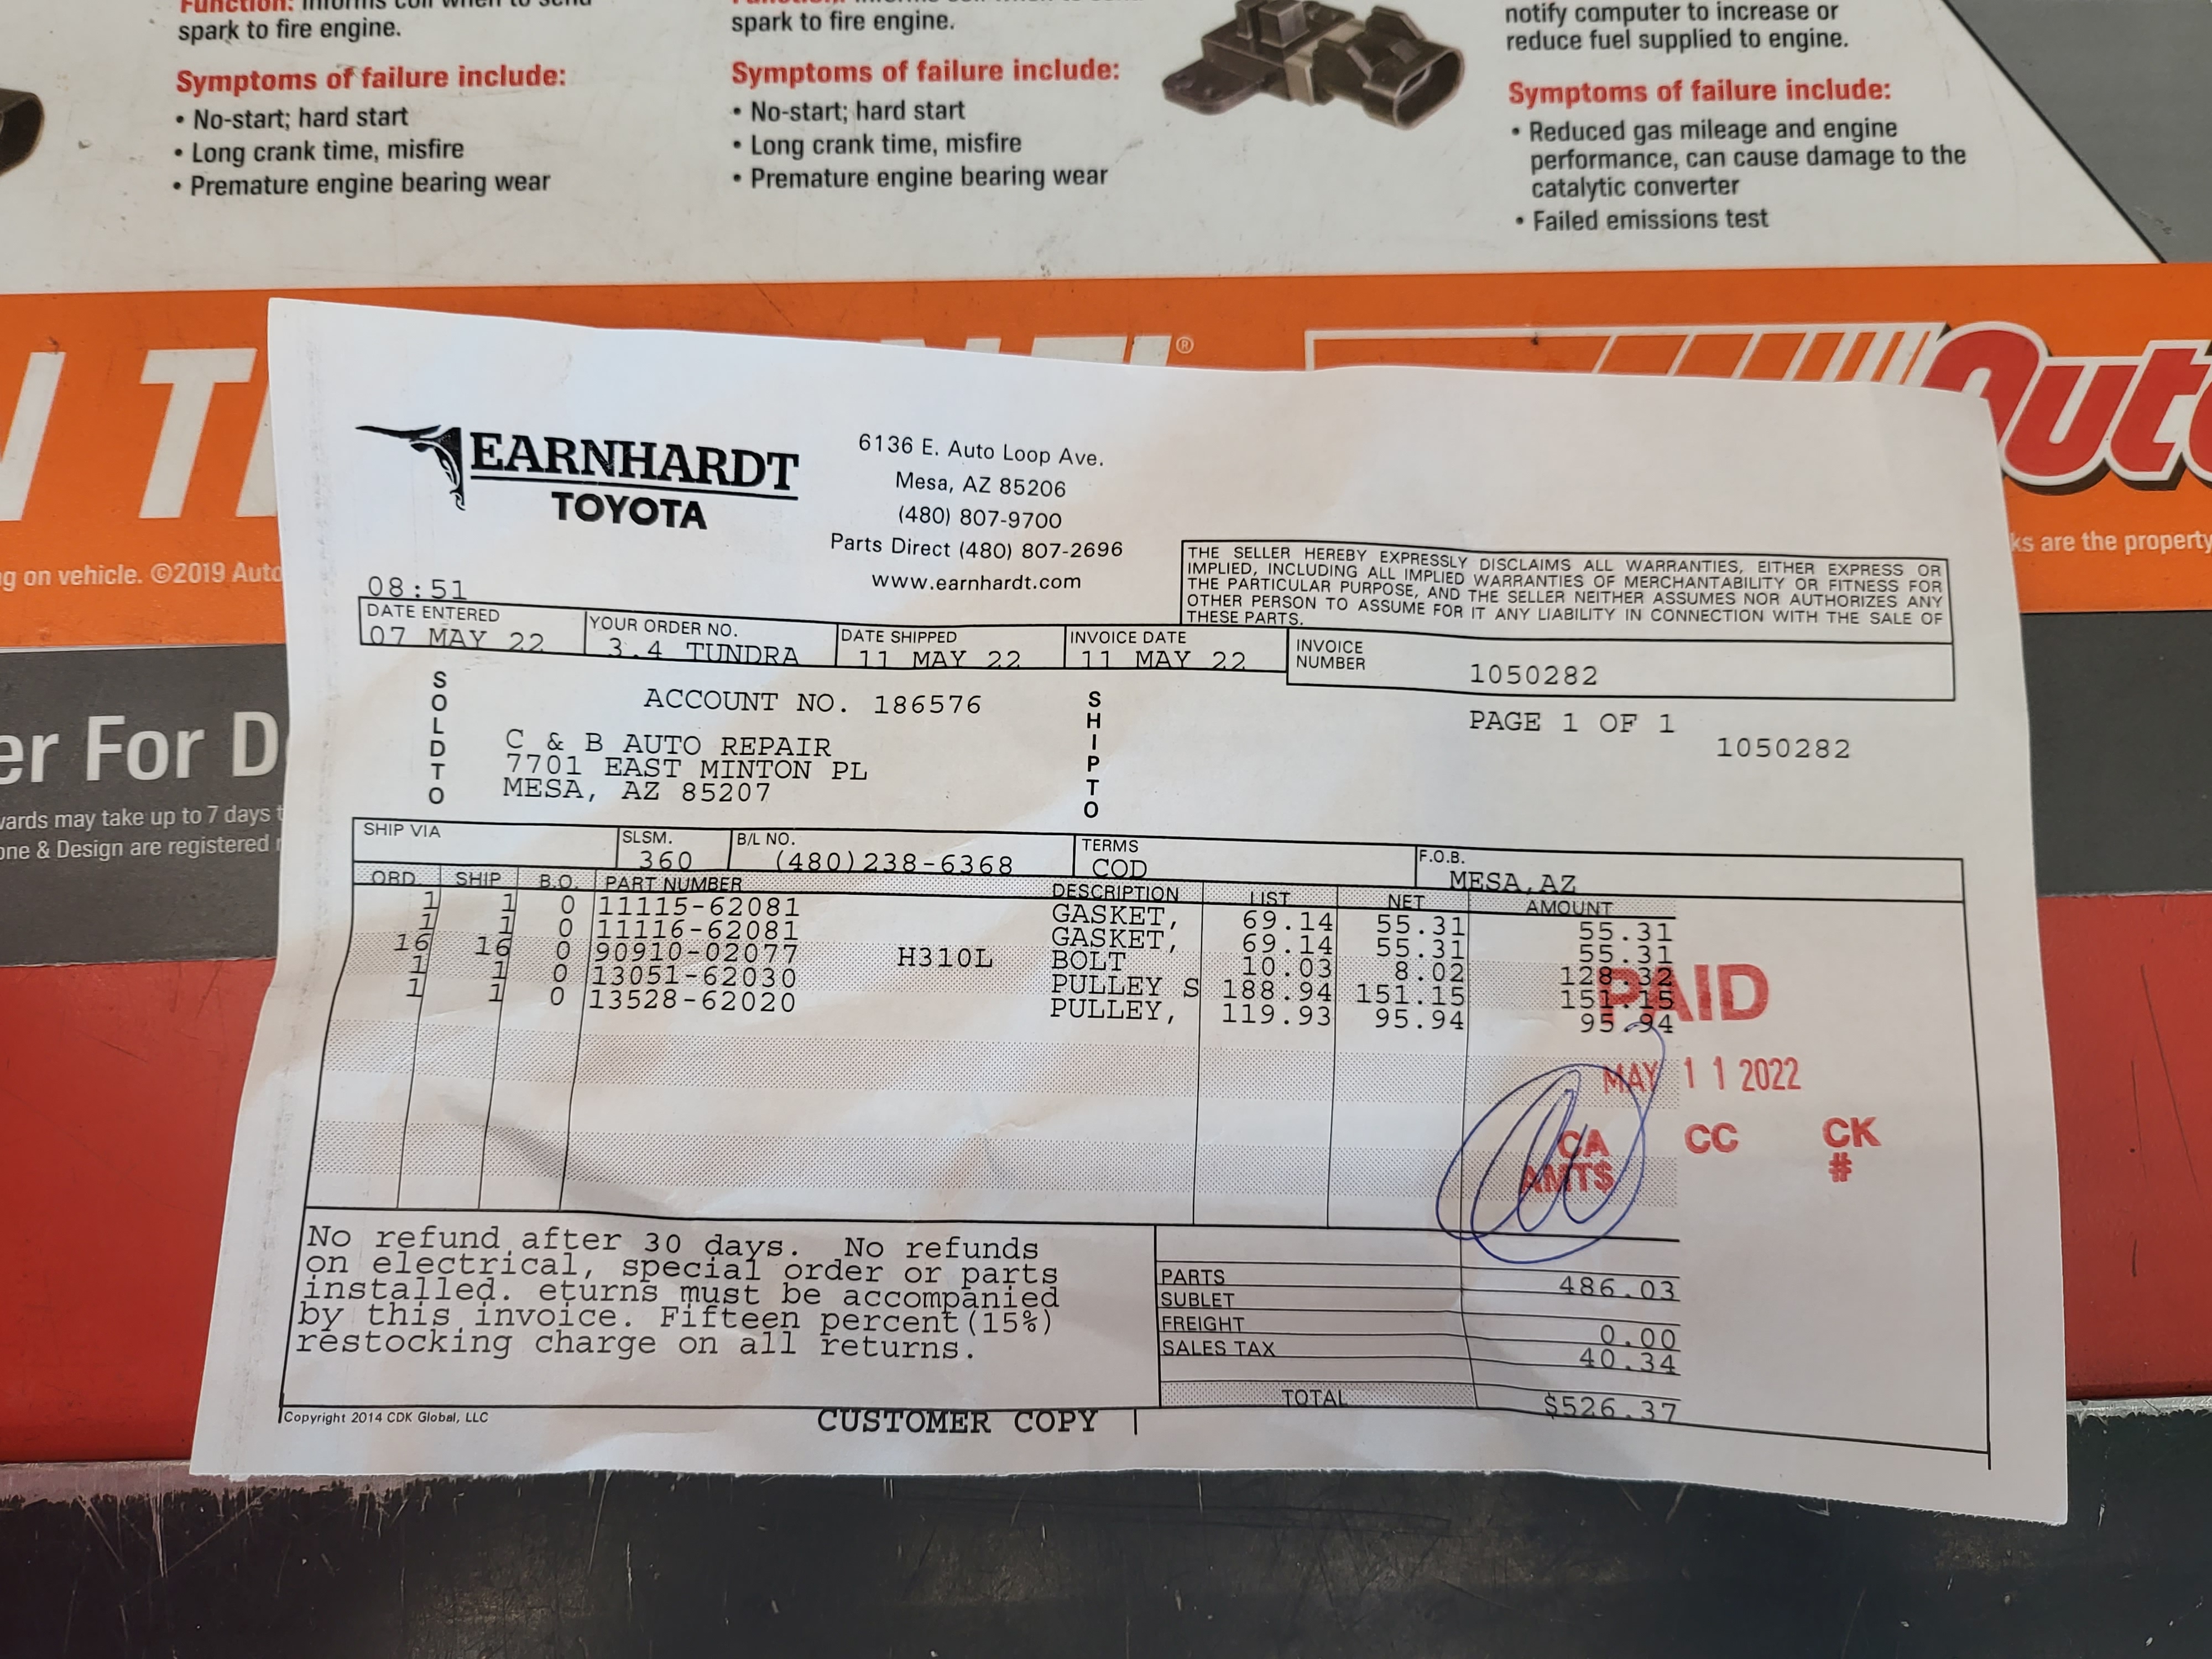 spark to fire engine.
Symptoms of failure include:
• No-start; hard start
• Long crank time, misfire
• Premature engine bearing wear
spark to fire engine.
Symptoms of failure include:
• No-start; hard start
• Long crank time, misfire
• Premature engine bearing wear
notify computer to increase or
reduce fuel supplied to engine.
Symptoms of failure include:
• Reduced gas mileage and engine
performance, can cause damage to the
catalytic converter
• Failed emissions test
®
g on vehicle. ©2019 Auto
ks are the property
er For D
wards may take up to 7 days
one & Design are registered
EARNHARDT
TOYOTA
6136 E. Auto Loop Ave.
Mesa, AZ 85206
(480) 807-9700
Parts Direct (480) 807-2696
www.earnhardt.com
THE SELLER HEREBY EXPRESSLY DISCLAIMS ALL WARRANTIES, EITHER EXPRESS OR
IMPLIED, INCLUDING ALL IMPLIED WARRANTIES OF MERCHANTABILITY OR FITNESS FOR
THE PARTICULAR PURPOSE, AND THE SELLER NEITHER ASSUMES NOR AUTHORIZES ANY
OTHER PERSON TO ASSUME FOR IT ANY LIABILITY IN CONNECTION WITH THE SALE OF
THESE PARTS.
08:51
DATE ENTERED
07 MAY 22
YOUR ORDER NO.
3.4 TUNDRA
DATE SHIPPED
11 MAY 22
INVOICE DATE
11 MAY 22
INVOICE
NUMBER
1050282
SOLD TO
ACCOUNT NO. 186576
C & B AUTO REPAIR
7701 EAST MINTON PL
MESA, AZ 85207
SHIP TO
PAGE 1 OF 1
1050282
SHIP VIA
SLSM.
360
B/L NO.
(480)238-6368
TERMS
COD
F.O.B.
MESA,AZ
ORD. SHIP B.O. PART NUMBER DESCRIPTION LIST NET AMOUNT
1 1 0 11115-62081 GASKET, 69.14 55.31 55.31
1 1 0 11116-62081 GASKET, 69.14 55.31 55.31
16 16 0 90910-02077 H310L BOLT 10.03 8.02 128.32
1 1 0 13051-62030 PULLEY S 188.94 151.15 151.15
1 1 0 13528-62020 PULLEY, 119.93 95.94 95.94
PAID
MAY 11 2022
CA CC CK
AMT$ #
No refund after 30 days. No refunds
on electrical, special order or parts
installed. eturns must be accompanied
by this invoice. Fifteen percent(15%)
restocking charge on all returns.
PARTS 486.03
SUBLET
FREIGHT 0.00
SALES TAX 40.34
TOTAL $526.37
Copyright 2014 CDK Global, LLC
CUSTOMER COPY